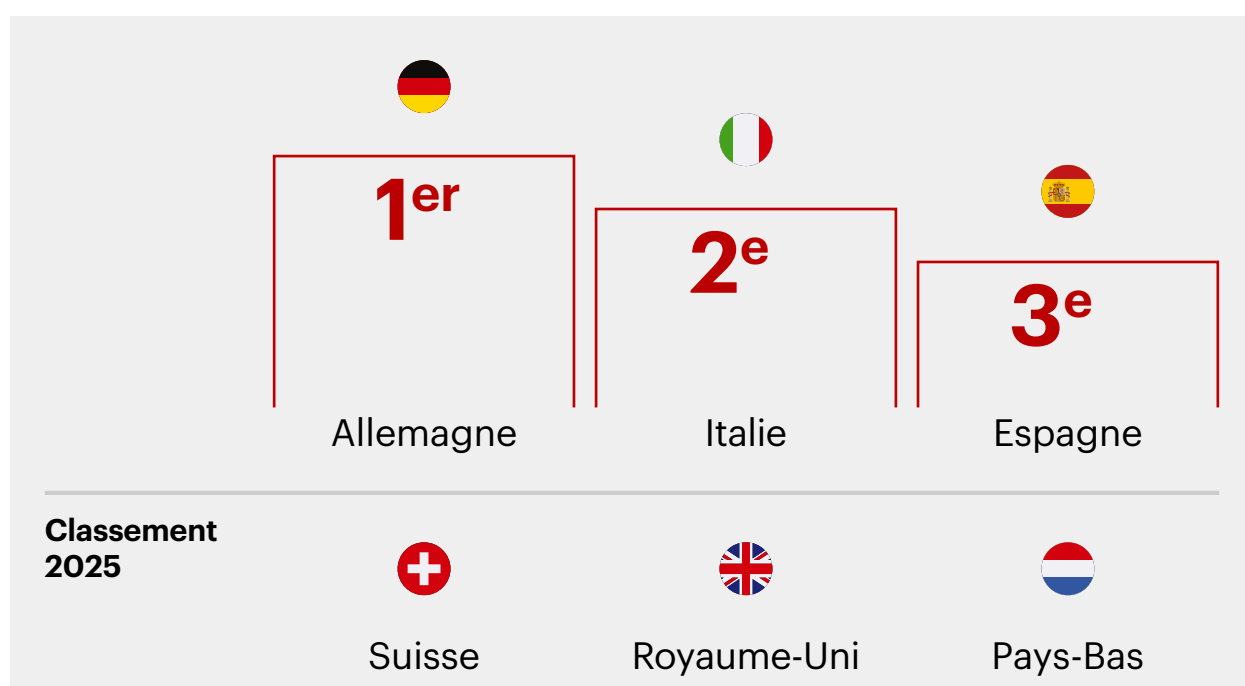 1er
2e
3e
Allemagne
Italie
Espagne
Classement
2025
Suisse
Royaume-Uni
Pays-Bas